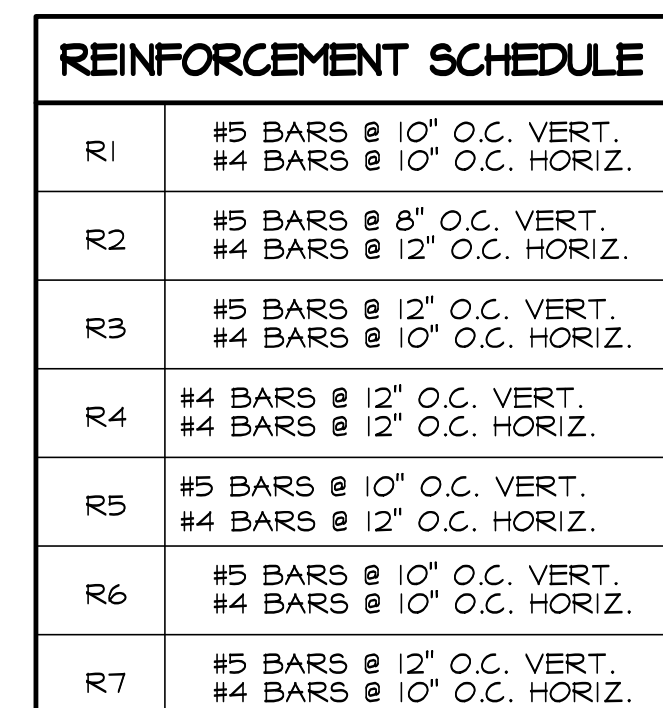 REINFORCEMENT SCHEDULE
R1
#5 BARS @ 10" O.C. VERT.
#4 BARS @ 10" O.C. HORIZ.
R2
#5 BARS @ 8" O.C. VERT.
#4 BARS @ 12" O.C. HORIZ.
R3
#5 BARS @ 12" O.C. VERT.
#4 BARS @ 10" O.C. HORIZ.
R4
#4 BARS @ 12" O.C. VERT.
#4 BARS @ 12" O.C. HORIZ.
R5
#5 BARS @ 10" O.C. VERT.
#4 BARS @ 12" O.C. HORIZ.
R6
#5 BARS @ 10" O.C. VERT.
#4 BARS @ 10" O.C. HORIZ.
R7
#5 BARS @ 12" O.C. VERT.
#4 BARS @ 10" O.C. HORIZ.